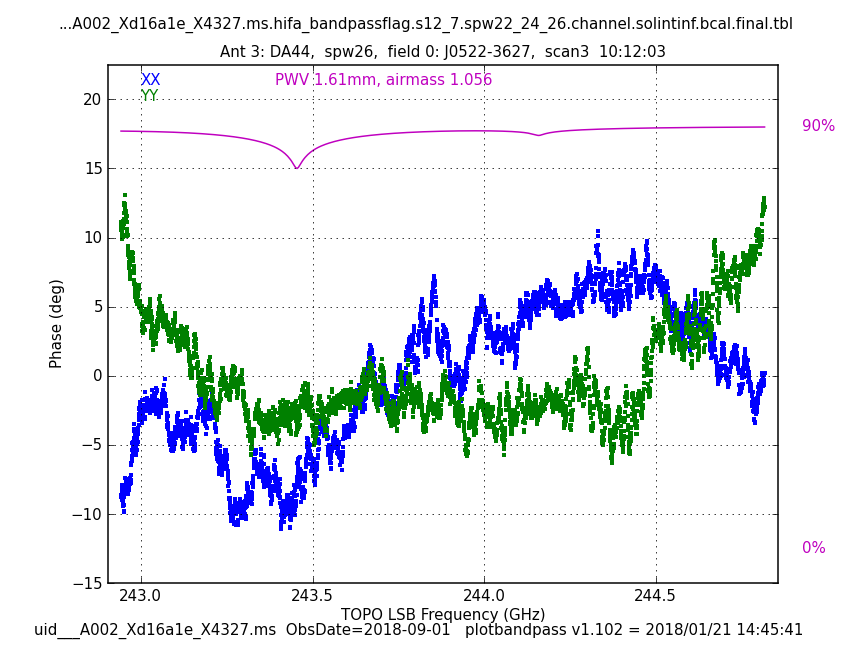 ...A002_Xd16a1e_X4327.ms.hifa_bandpassflag.s12_7.spw22_24_26.channel.solintinf.bcal.final.tbl
Ant 3: DA44, spw26, field 0: J0522-3627, scan3 10:12:03
XX
YY
PWV 1.61mm, airmass 1.056
90%
0%
20
15
10
5
0
−5
−10
−15
Phase (deg)
243.0 243.5 244.0 244.5
TOPO LSB Frequency (GHz)
uid___A002_Xd16a1e_X4327.ms ObsDate=2018-09-01 plotbandpass v1.102 = 2018/01/21 14:45:41